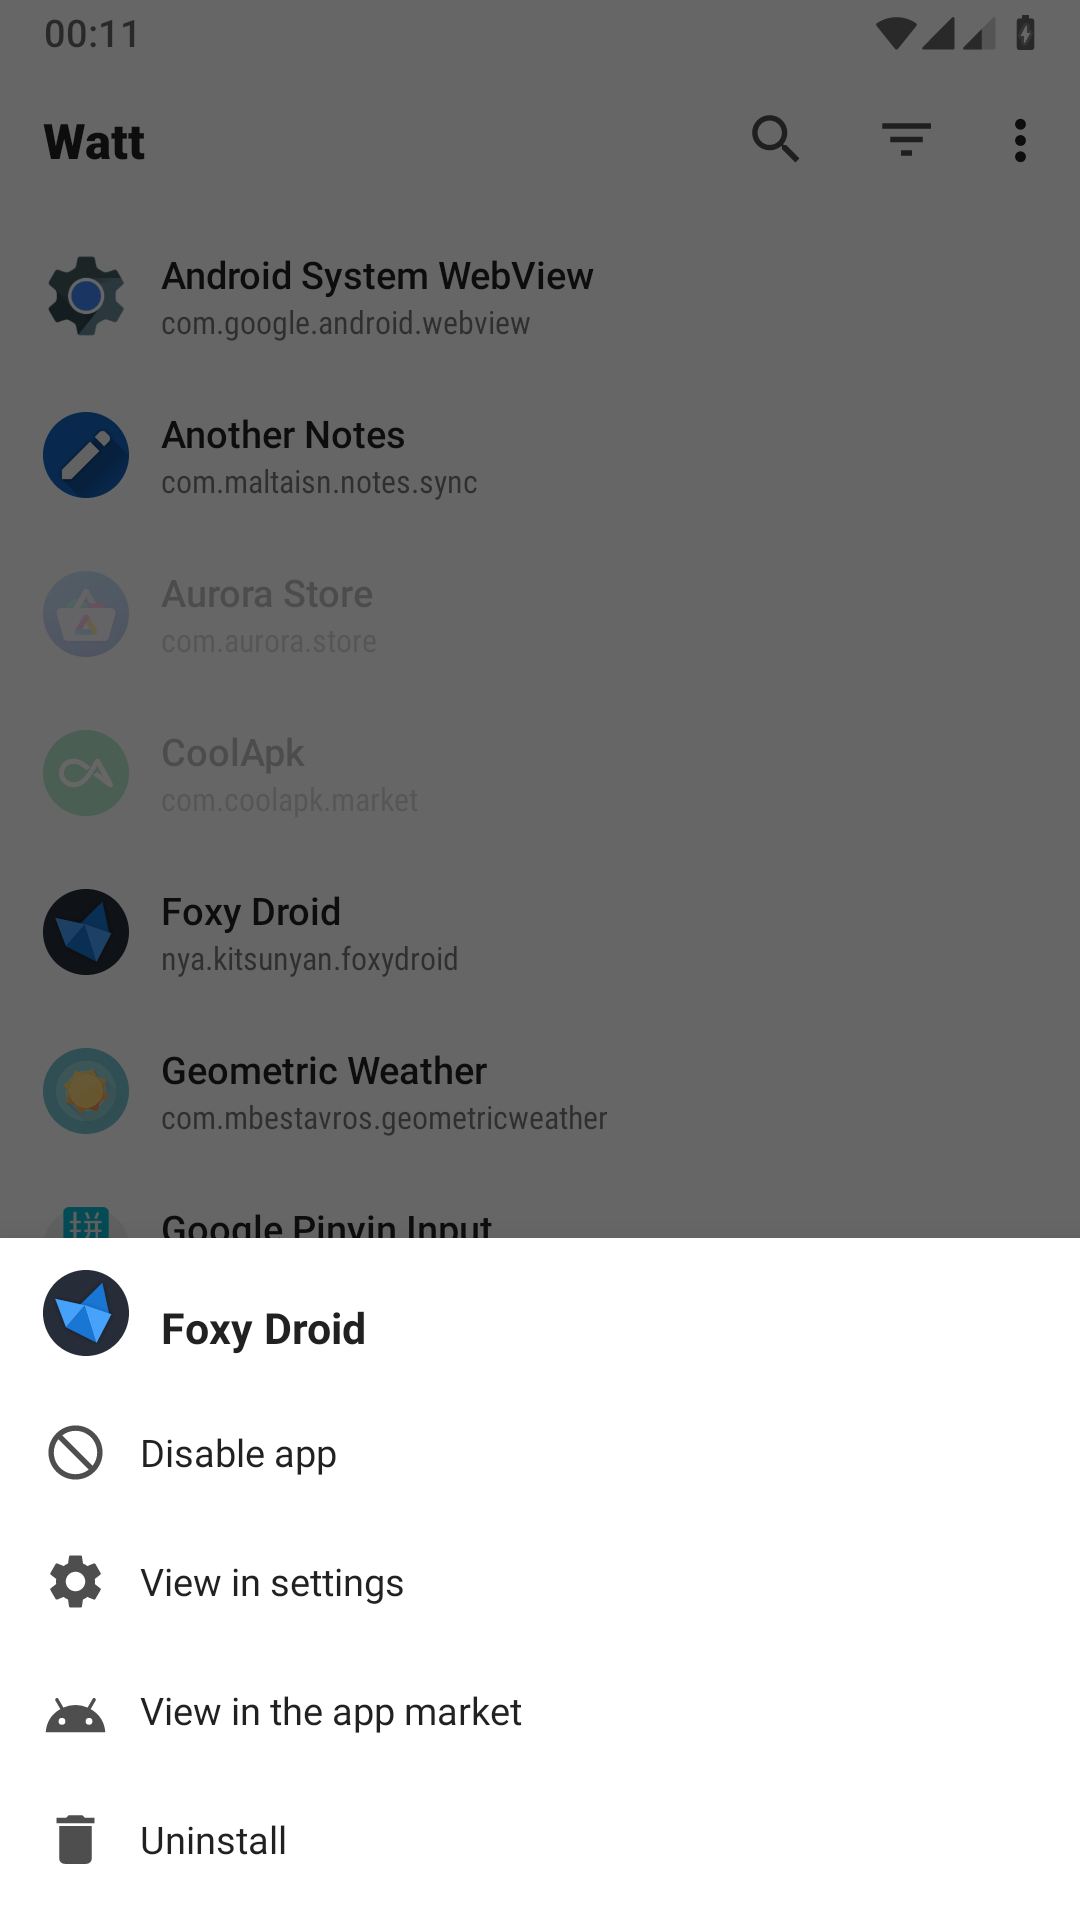 00:11
Watt
Android System WebView
com.google.android.webview
Another Notes
com.maltaisn.notes.sync
Aurora Store
com.aurora.store
CoolApk
com.coolapk.market
Foxy Droid
nya.kitsunyan.foxydroid
Geometric Weather
com.mbestavros.geometricweather
拼
Google Pinyin Input
Foxy Droid
Disable app
View in settings
View in the app market
Uninstall